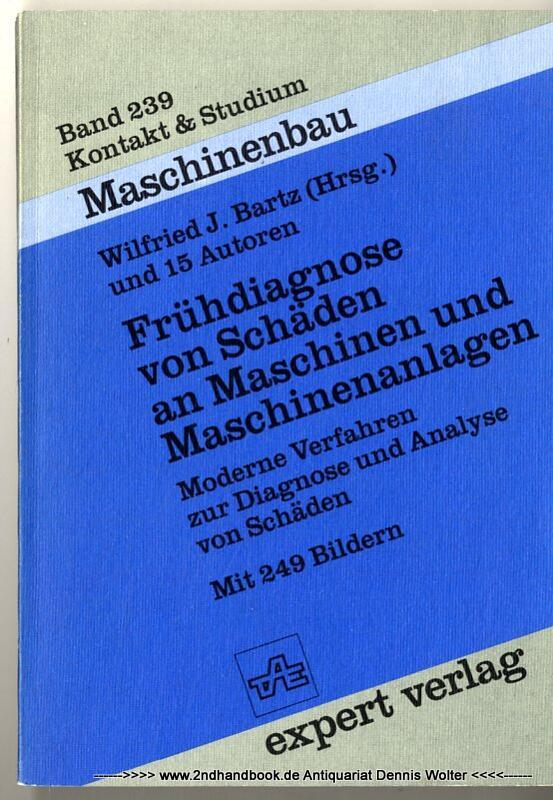 Band 239
Kontakt & Studium
Maschinenbau
Wilfried J. Bartz (Hrsg.)
und 15 Autoren
Frühdiagnose
von Schäden
an Maschinen und
Maschinenanlagen
Moderne Verfahren
zur Diagnose und Analyse
von Schäden
Mit 249 Bildern
TAE
expert verlag
------>>>> www.2ndhandbook.de Antiquariat Dennis Wolter <<<<------